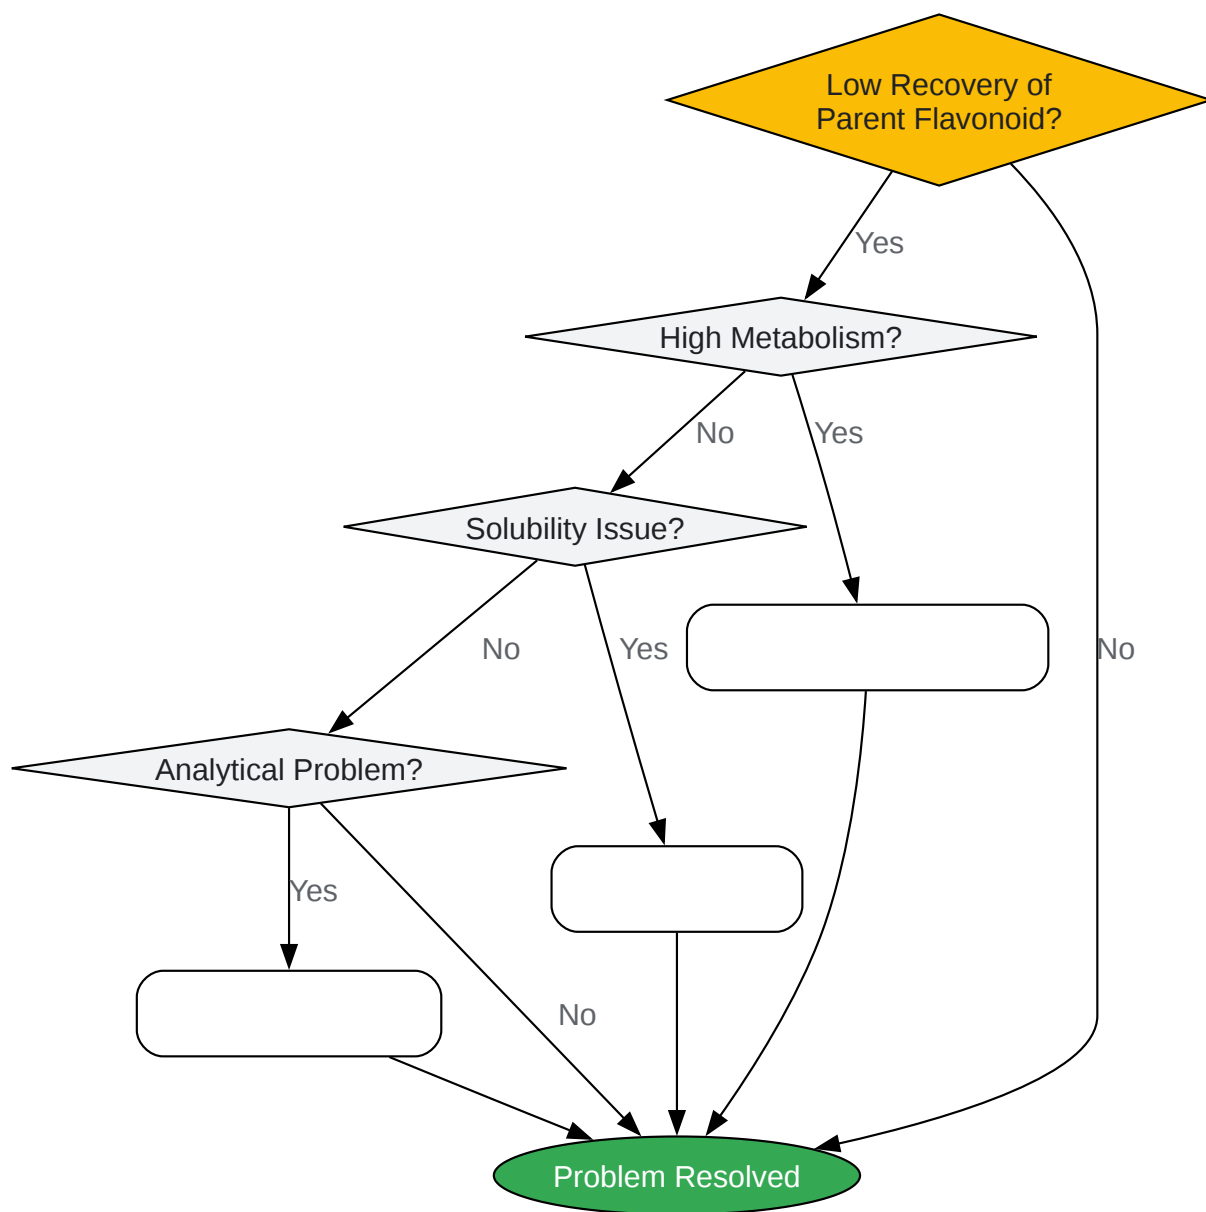 Low Recovery of
Parent Flavonoid?
Yes
High Metabolism?
No
Yes
Solubility Issue?
No
Yes
No
Analytical Problem?
Yes
No
Problem Resolved